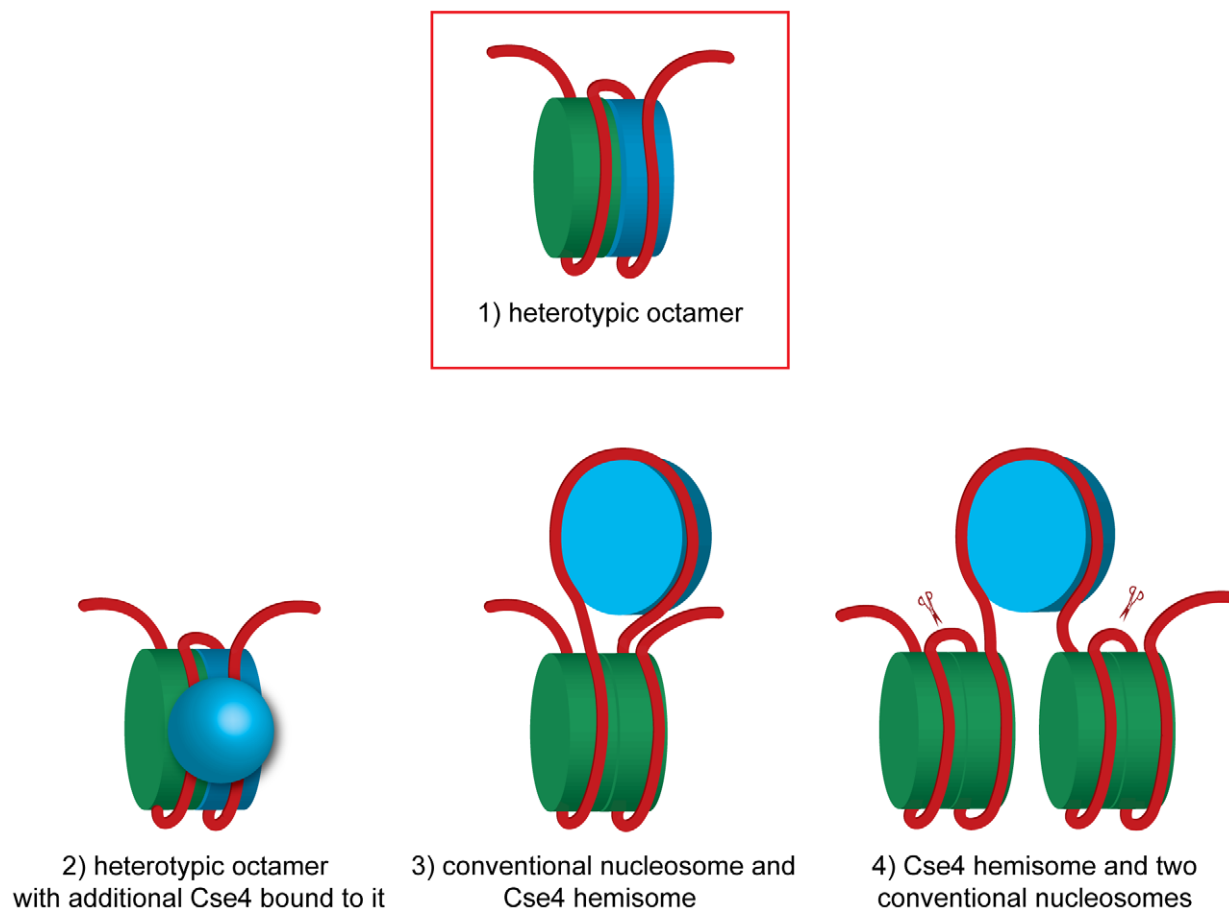 1) heterotypic octamer
2) heterotypic octamer
with additional Cse4 bound to it
3) conventional nucleosome and
Cse4 hemisome
4) Cse4 hemisome and two
conventional nucleosomes